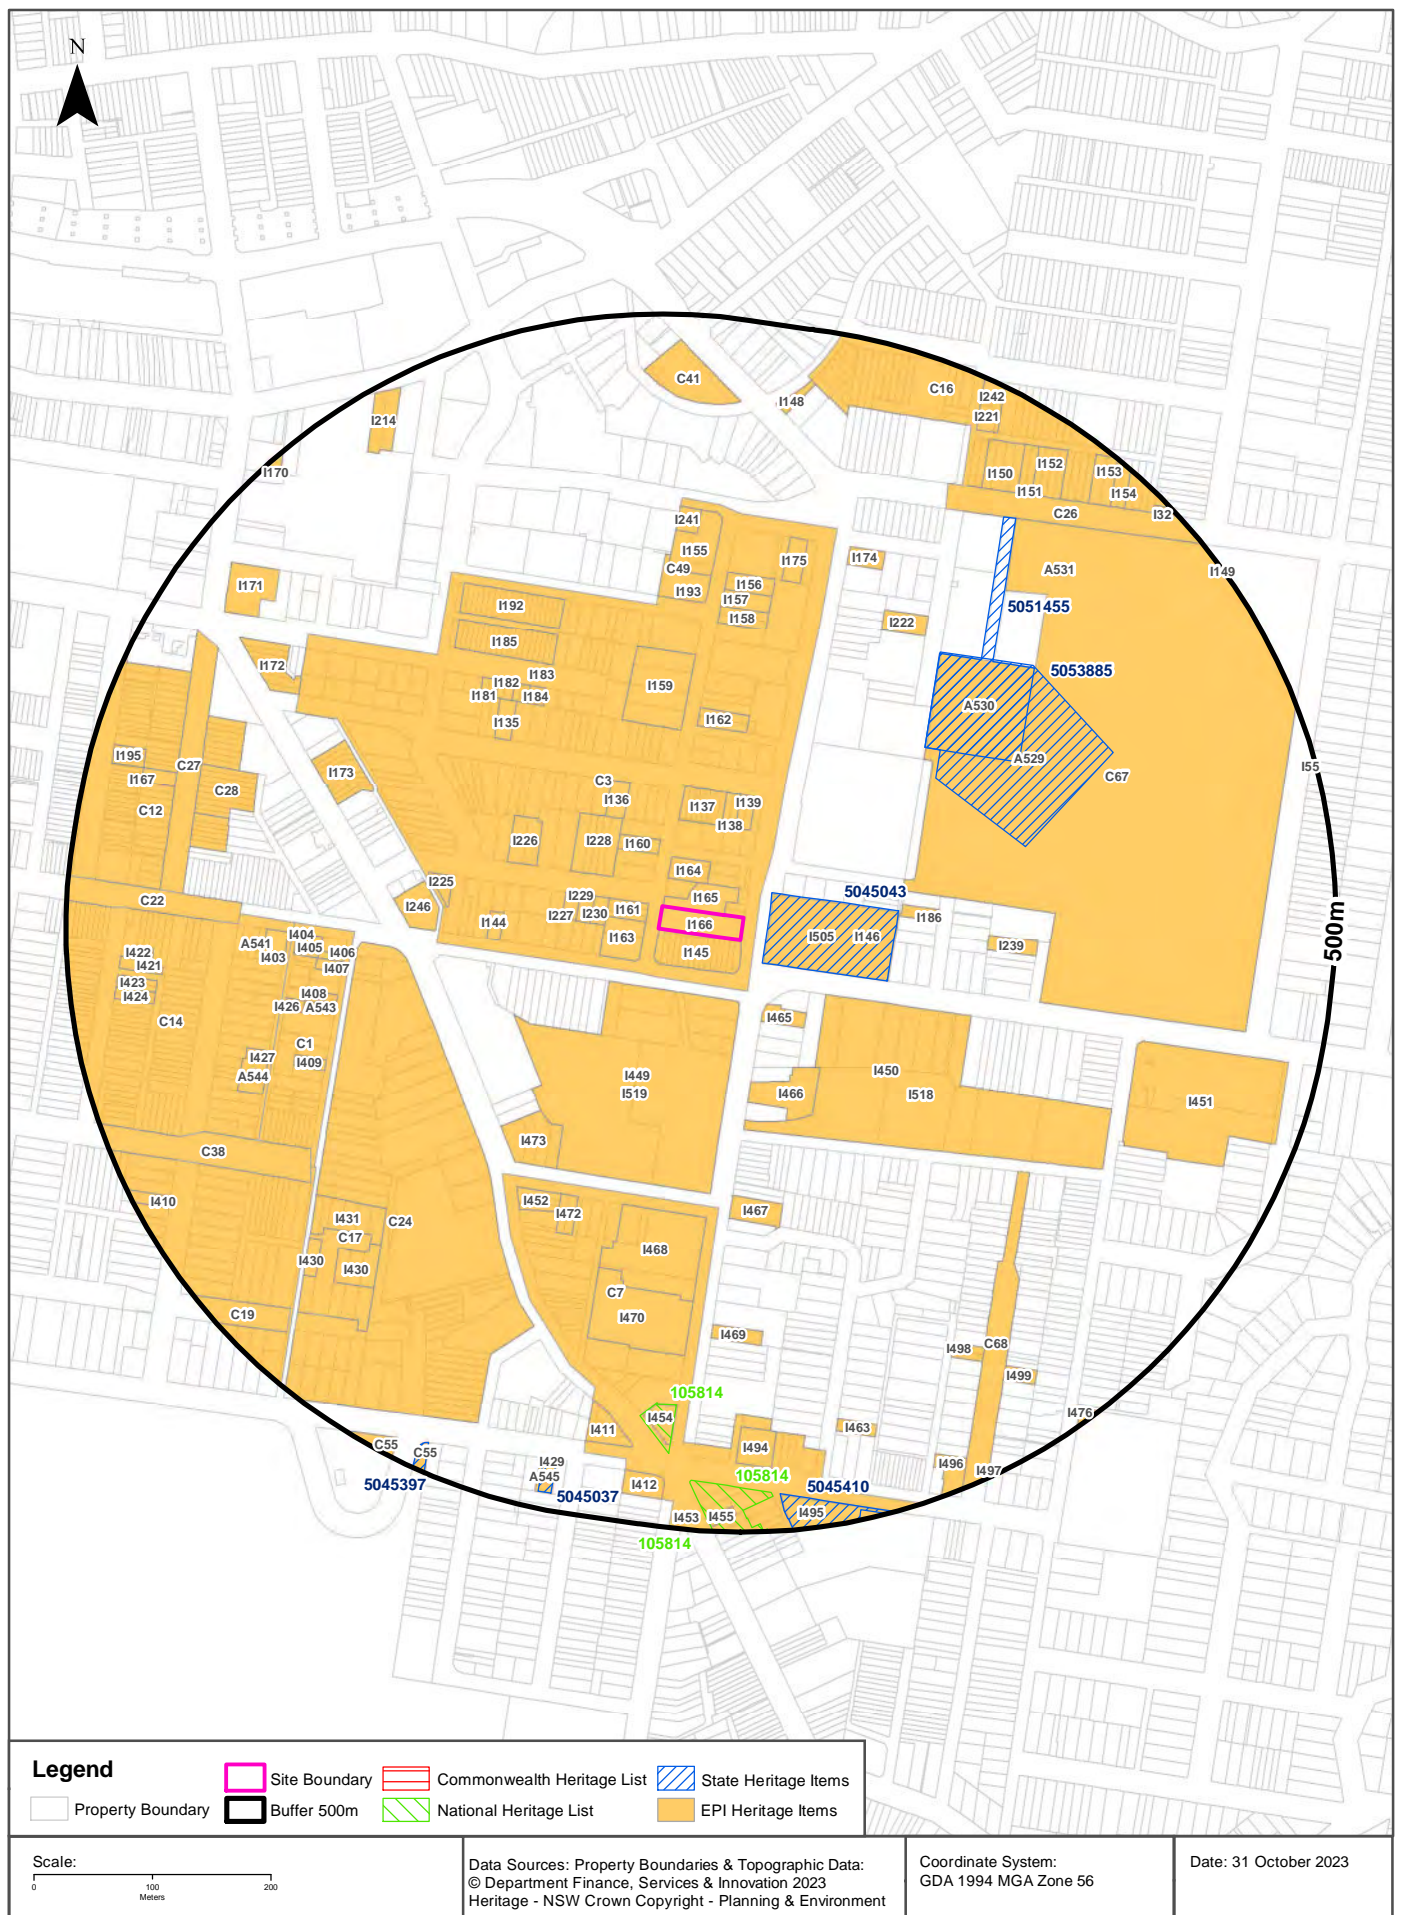 N
C41
C16
I148
I242
I221
I214
I170
I150
I152
I153
I151
I154
I32
C26
I241
I155
C49
I193
I175
I174
A531
I149
I156
I157
I158
5051455
I171
I192
I222
I185
I172
I183
I182
I181
I184
I159
5053885
I135
I162
A530
A529
C67
I55
I195
C27
I167
C12
C28
I173
C3
I136
I137
I139
I138
I226
I228
I160
I164
I225
I165
5045043
C22
I246
I229
I227
I230
I161
I144
I163
I166
I145
I505
I146
I186
I239
500m
I404
A541
I405
I403
I406
I407
I422
I421
I423
I424
I408
I426
A543
C14
C1
I409
I427
A544
I465
I449
I519
I450
I466
I518
I451
I473
C38
I410
I452
I472
I431
C24
C17
I430
I430
I467
I468
C7
I470
C19
I469
I498
C68
I499
105814
I454
I476
I411
I463
C55
C55
I494
I429
A545
I412
105814
I496
I497
5045397
5045037
5045410
I453
I455
I495
105814
Legend
Site Boundary
Commonwealth Heritage List
State Heritage Items
Property Boundary
Buffer 500m
National Heritage List
EPI Heritage Items
Scale:
0 100 200
Meters
Data Sources: Property Boundaries & Topographic Data:
© Department Finance, Services & Innovation 2023
Heritage - NSW Crown Copyright - Planning & Environment
Coordinate System:
GDA 1994 MGA Zone 56
Date: 31 October 2023